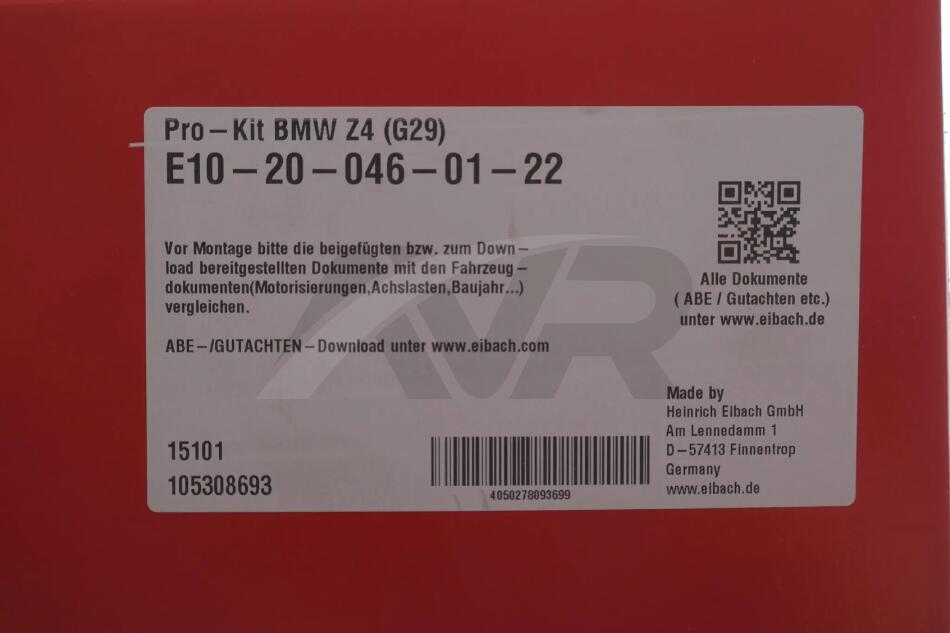 Pro-Kit BMW Z4 (G29)
E10-20-046-01-22
Vor Montage bitte die beigefügten bzw. zum Down-
load bereitgestellten Dokumente mit den Fahrzeug-
dokumenten(Motorisierungen,Achslasten,Baujahr...)
vergleichen.
ABE-/GUTACHTEN-Download unter www.eibach.com
15101
105308693
4050278093699
Alle Dokumente
( ABE / Gutachten etc.)
unter www.eibach.de
Made by
Heinrich Eibach GmbH
Am Lennedamm 1
D-57413 Finnentrop
Germany
www.eibach.de
AVR